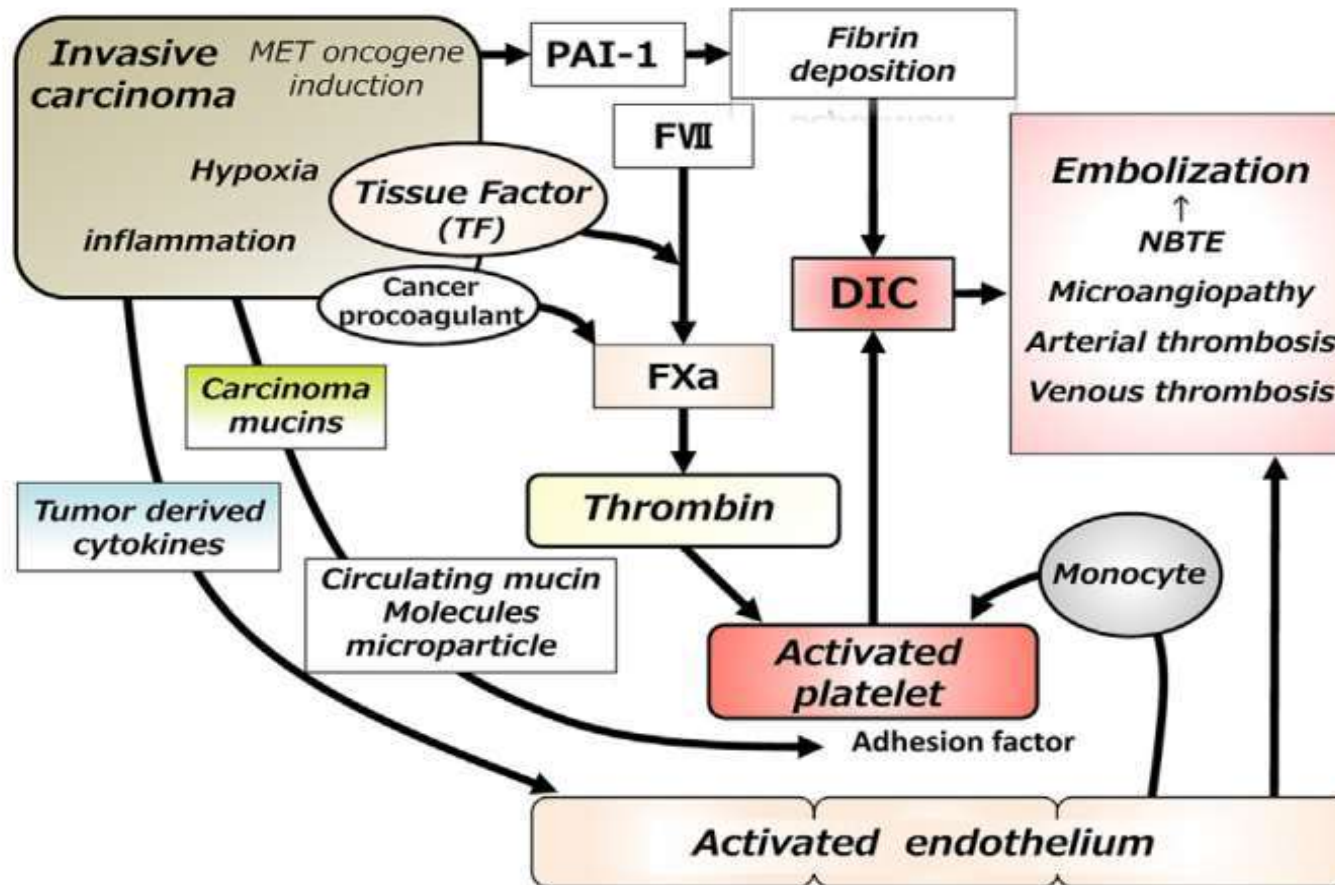 Invasive
carcinoma
MET oncogene
induction
Hypoxia
inflammation
PAI-1
Fibrin
deposition
FⅦ
Tissue Factor
(TF)
Cancer
procoagulant
FXa
DIC
Embolization
↑
NBTE
Microangiopathy
Arterial thrombosis
Venous thrombosis
Carcinoma
mucins
Thrombin
Tumor derived
cytokines
Circulating mucin
Molecules
microparticle
Monocyte
Activated
platelet
Adhesion factor
Activated endothelium